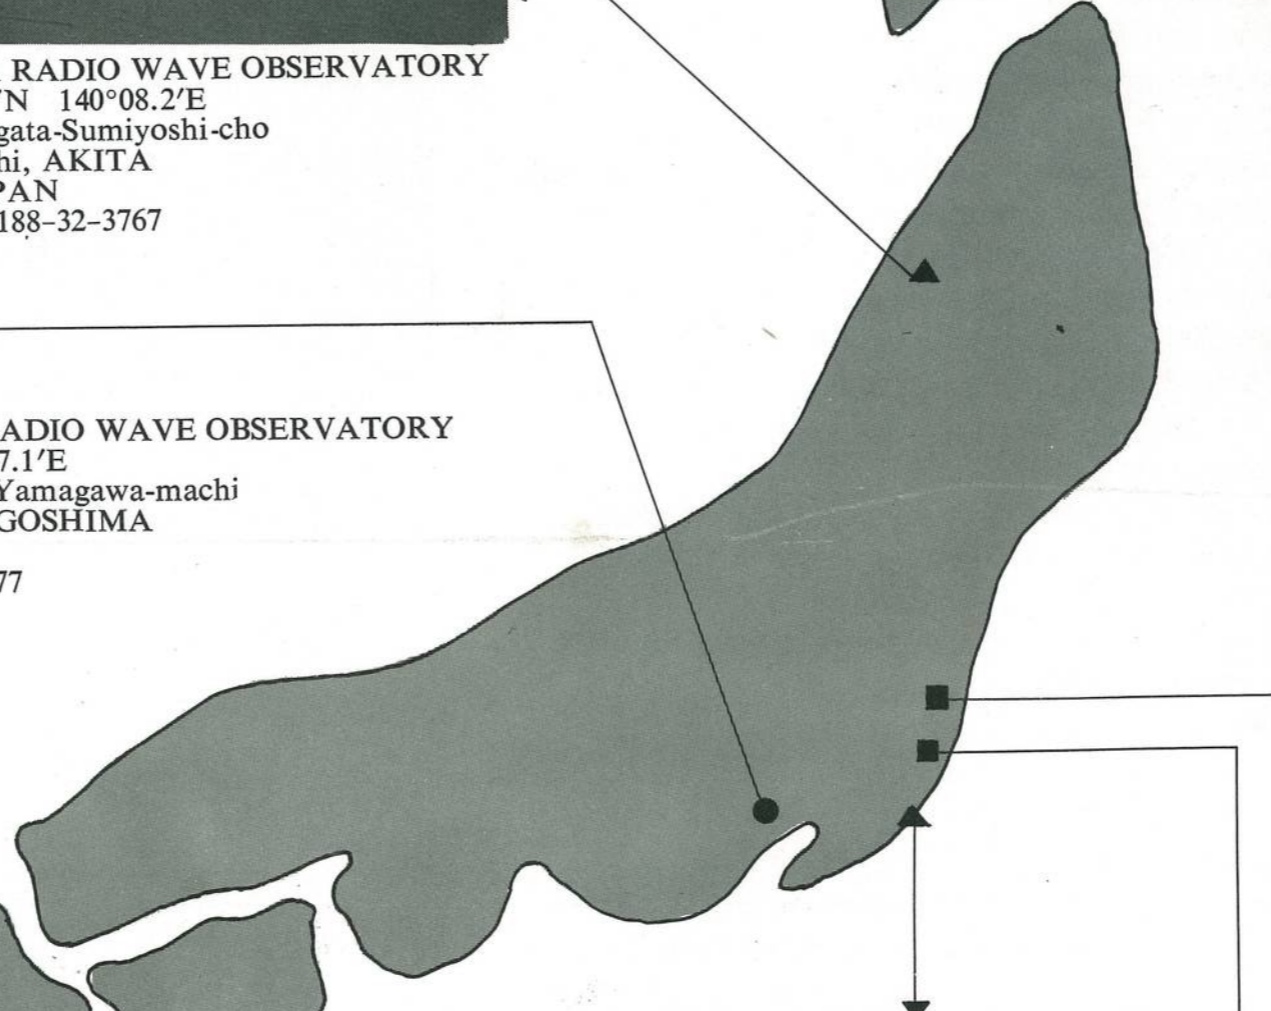 RADIO WAVE OBSERVATORY
'N 140°08.2'E
gata-Sumiyoshi-cho
hi, AKITA
PAN
188-32-3767
ADIO WAVE OBSERVATORY
7.1'E
Yamagawa-machi
GOSHIMA
77